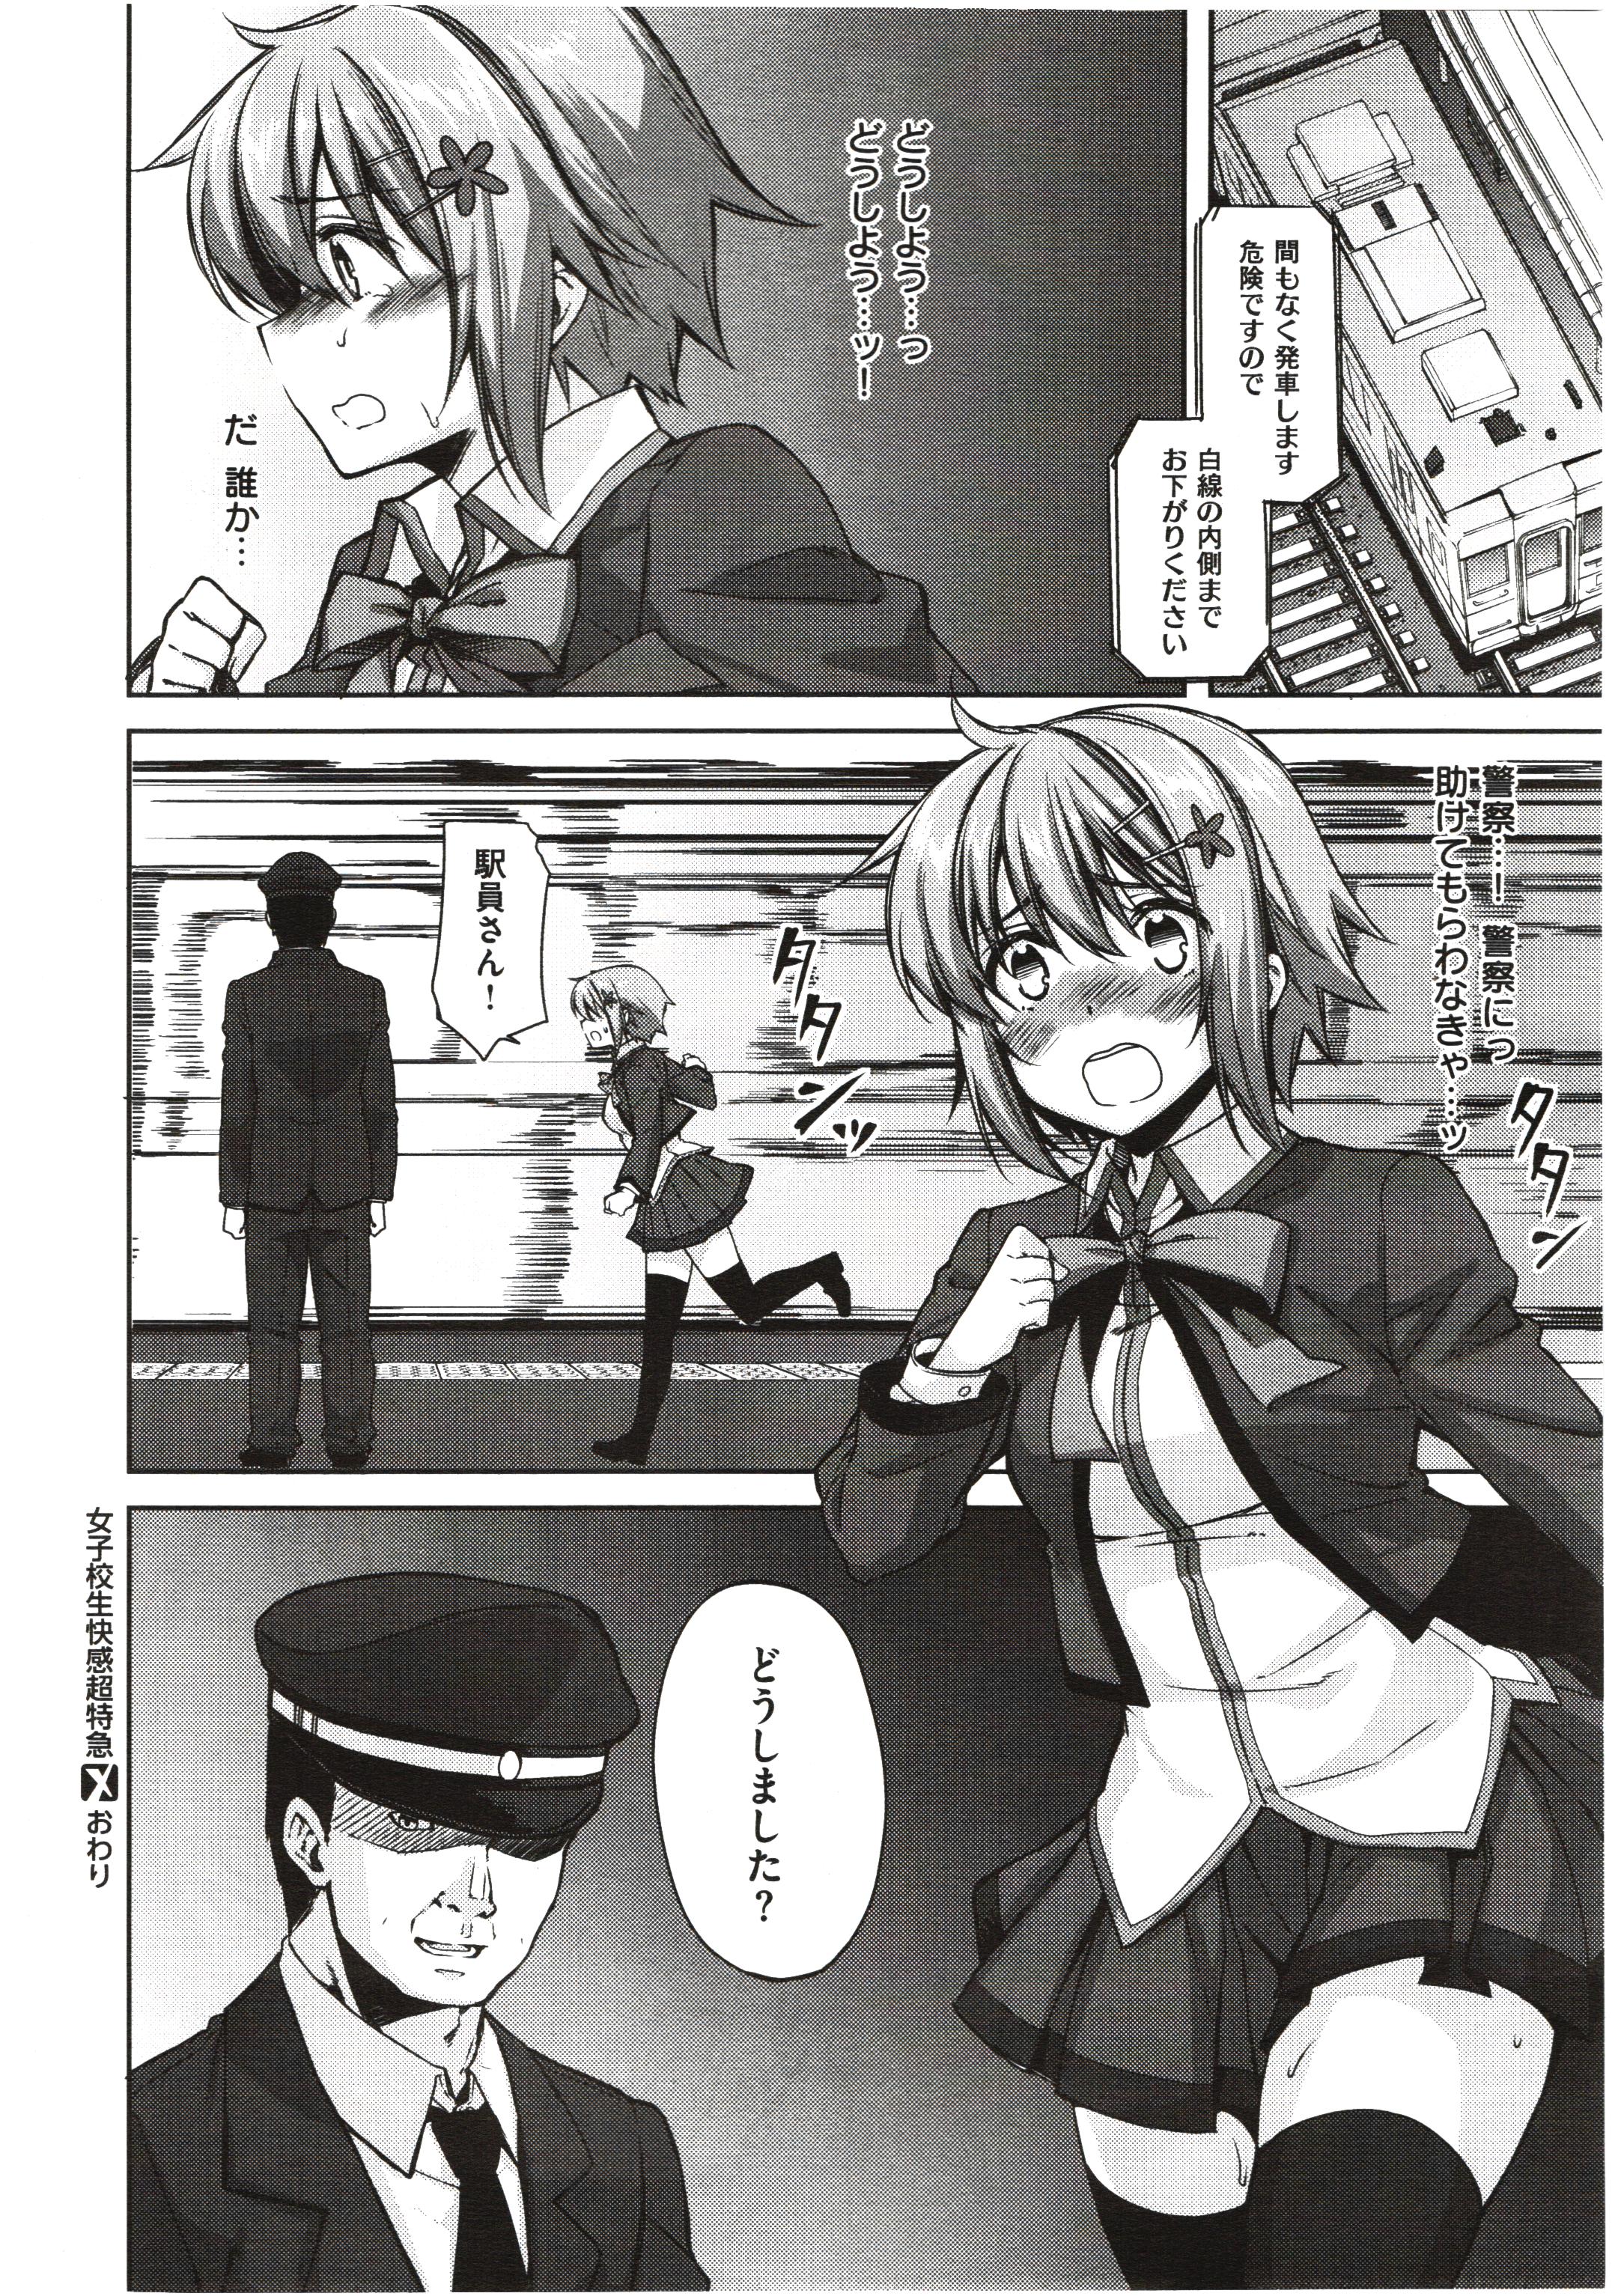 間もなく発車します
危険ですので
白線の内側まで
お下がりください
どうしよう…っ
どうしよう…ッ！
だ 誰か…
警察…！ 警察にっ
助けてもらわなきゃ…ッ
タタン
タタンッ
駅員さん！
どうしました？
女子校生快感超特急 X おわり